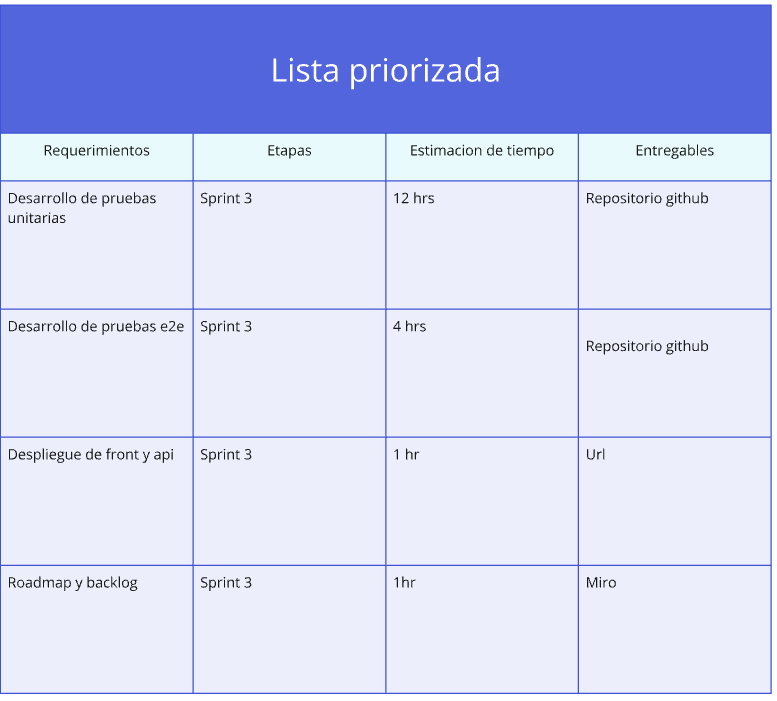 Lista priorizada
Requerimientos
Etapas
Estimacion de tiempo
Entregables
Desarrollo de pruebas
unitarias
Sprint 3
12 hrs
Repositorio github
Desarrollo de pruebas e2e
Sprint 3
4 hrs
Repositorio github
Despliegue de front y api
Sprint 3
1 hr
Url
Roadmap y backlog
Sprint 3
1hr
Miro